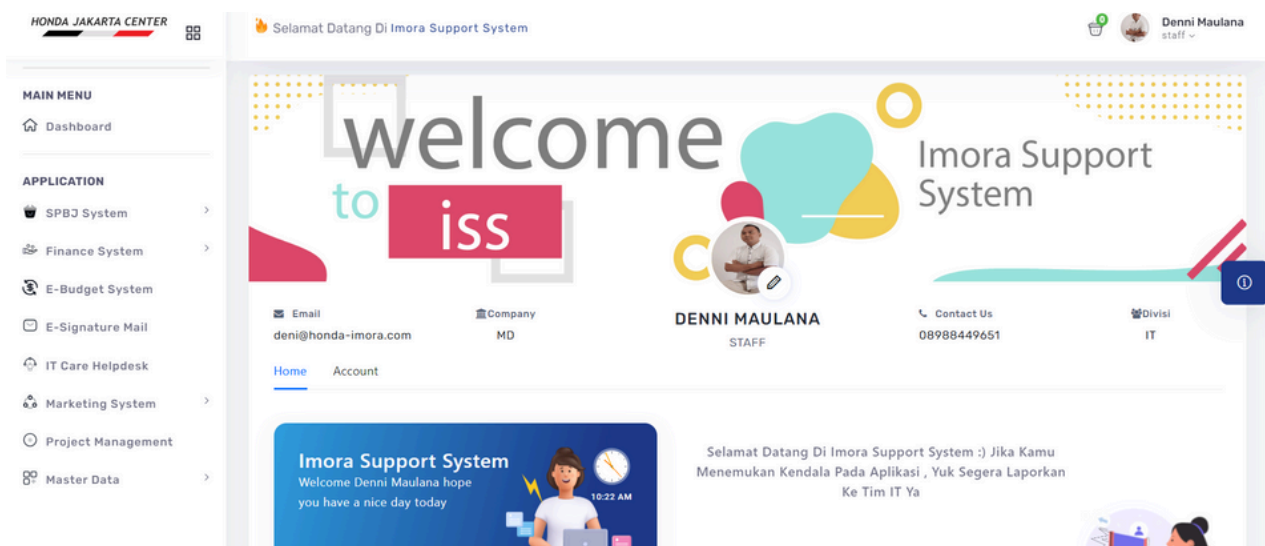 HONDA JAKARTA CENTER
Selamat Datang Di Imora Support System
0
Denni Maulana
staff
MAIN MENU
Dashboard
APPLICATION
SPBJ System
Finance System
E-Budget System
E-Signature Mail
IT Care Helpdesk
Marketing System
Project Management
Master Data
welcome
to iss
Imora Support
System
Email
deni@honda-imora.com
Company
MD
DENNI MAULANA
STAFF
Contact Us
08988449651
Divisi
IT
Home Account
Imora Support System
Welcome Denni Maulana hope
you have a nice day today
10:22 AM
Selamat Datang Di Imora Support System :) Jika Kamu
Menemukan Kendala Pada Aplikasi , Yuk Segera Laporkan
Ke Tim IT Ya